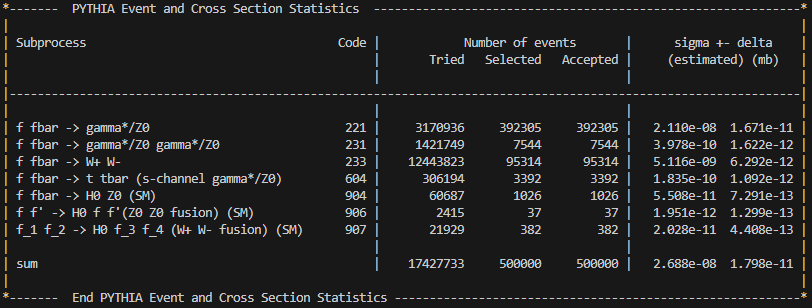 *------- PYTHIA Event and Cross Section Statistics -------------------------------------------------------------*
| |
| Subprocess Code | Number of events | sigma +- delta |
| | Tried Selected Accepted | (estimated) (mb) |
| | | |
|-----------------------------------------------------------------------------------------------------------------|
| | | |
| f fbar -> gamma*/Z0 221 | 3170936 392305 392305 | 2.110e-08 1.671e-11 |
| f fbar -> gamma*/Z0 gamma*/Z0 231 | 1421749 7544 7544 | 3.978e-10 1.622e-12 |
| f fbar -> W+ W- 233 | 12443823 95314 95314 | 5.116e-09 6.292e-12 |
| f fbar -> t tbar (s-channel gamma*/Z0) 604 | 306194 3392 3392 | 1.835e-10 1.092e-12 |
| f fbar -> H0 Z0 (SM) 904 | 60687 1026 1026 | 5.508e-11 7.291e-13 |
| f f' -> H0 f f'(Z0 Z0 fusion) (SM) 906 | 2415 37 37 | 1.951e-12 1.299e-13 |
| f_1 f_2 -> H0 f_3 f_4 (W+ W- fusion) (SM) 907 | 21929 382 382 | 2.028e-11 4.408e-13 |
| | | |
| sum | 17427733 500000 500000 | 2.688e-08 1.798e-11 |
| |
*------- End PYTHIA Event and Cross Section Statistics ----------------------------------------------------------*